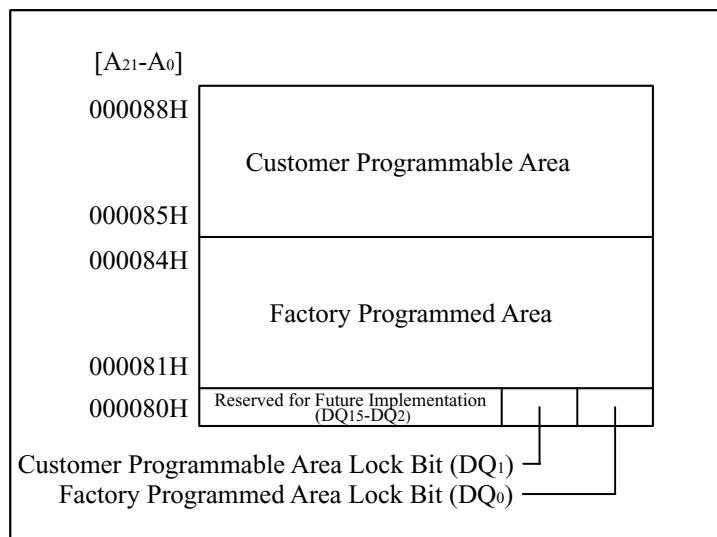 [A21-A0]
000088H
Customer Programmable Area
000085H
000084H
Factory Programmed Area
000081H
000080H
Reserved for Future Implementation
(DQ15-DQ2)
Customer Programmable Area Lock Bit (DQ1)
Factory Programmed Area Lock Bit (DQ0)